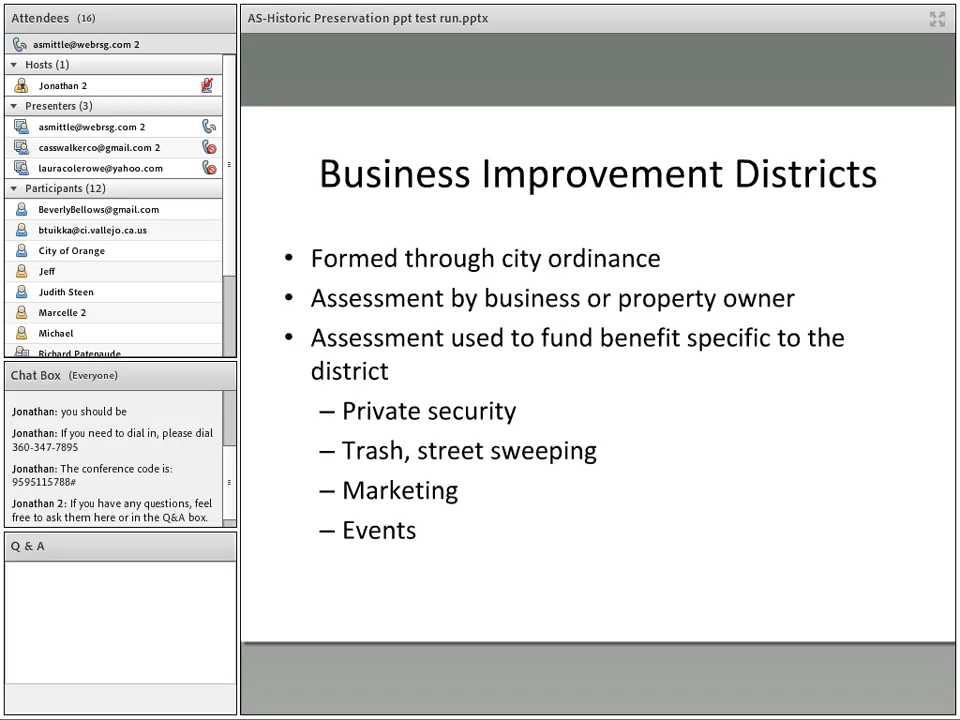 Attendees (16)
asmittle@webrsg.com 2
Hosts (1)
Jonathan 2
Presenters (3)
asmittle@webrsg.com 2
casswalkerco@gmail.com 2
lauracolerowe@yahoo.com
Participants (12)
BeverlyBellows@gmail.com
btuikka@ci.vallejo.ca.us
City of Orange
Jeff
Judith Steen
Marcelle 2
Michael
Richard Patenaude
Chat Box (Everyone)
Jonathan: you should be
Jonathan: If you need to dial in, please dial
360-347-7895
Jonathan: The conference code is:
9595115788#
Jonathan 2: If you have any questions, feel
free to ask them here or in the Q&A box.
Q & A
AS-Historic Preservation ppt test run.pptx
Business Improvement Districts
• Formed through city ordinance
• Assessment by business or property owner
• Assessment used to fund benefit specific to the
district
– Private security
– Trash, street sweeping
– Marketing
– Events